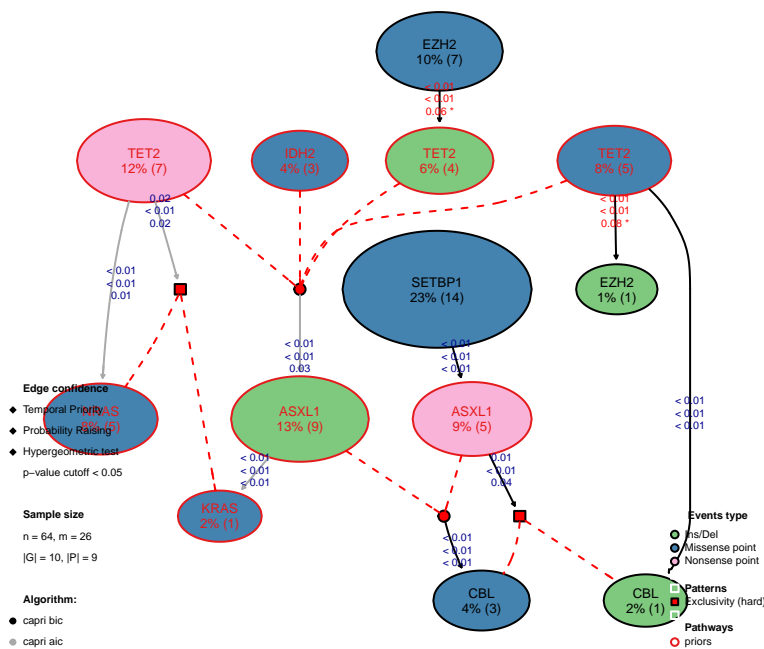 EZH2
10% (7)
< 0.01
< 0.01
0.06 *
TET2
12% (7)
IDH2
4% (3)
TET2
6% (4)
TET2
8% (5)
0.02
< 0.01
0.02
< 0.01
< 0.01
0.08 *
SETBP1
23% (14)
EZH2
1% (1)
< 0.01
< 0.01
0.01
< 0.01
< 0.01
0.03
< 0.01
< 0.01
< 0.01
KRAS
8% (5)
ASXL1
13% (9)
ASXL1
9% (5)
< 0.01
< 0.01
< 0.01
Edge confidence
Temporal Priority
Probability Raising
Hypergeometric test
p–value cutoff < 0.05
< 0.01
< 0.01
< 0.01
0.01
< 0.01
0.04
KRAS
2% (1)
Sample size
n = 64, m = 26
|G| = 10, |P| = 9
< 0.01
< 0.01
< 0.01
CBL
4% (3)
CBL
2% (1)
Algorithm:
capri bic
capri aic
Events type
Ins/Del
Missense point
Nonsense point
Patterns
Exclusivity (hard)
Pathways
priors